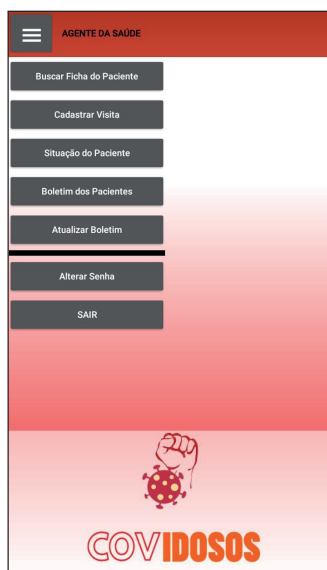 AGENTE DA SAÚDE
Buscar Ficha do Paciente
Cadastrar Visita
Situação do Paciente
Boletim dos Pacientes
Atualizar Boletim
Alterar Senha
SAIR
COVIDOSOS